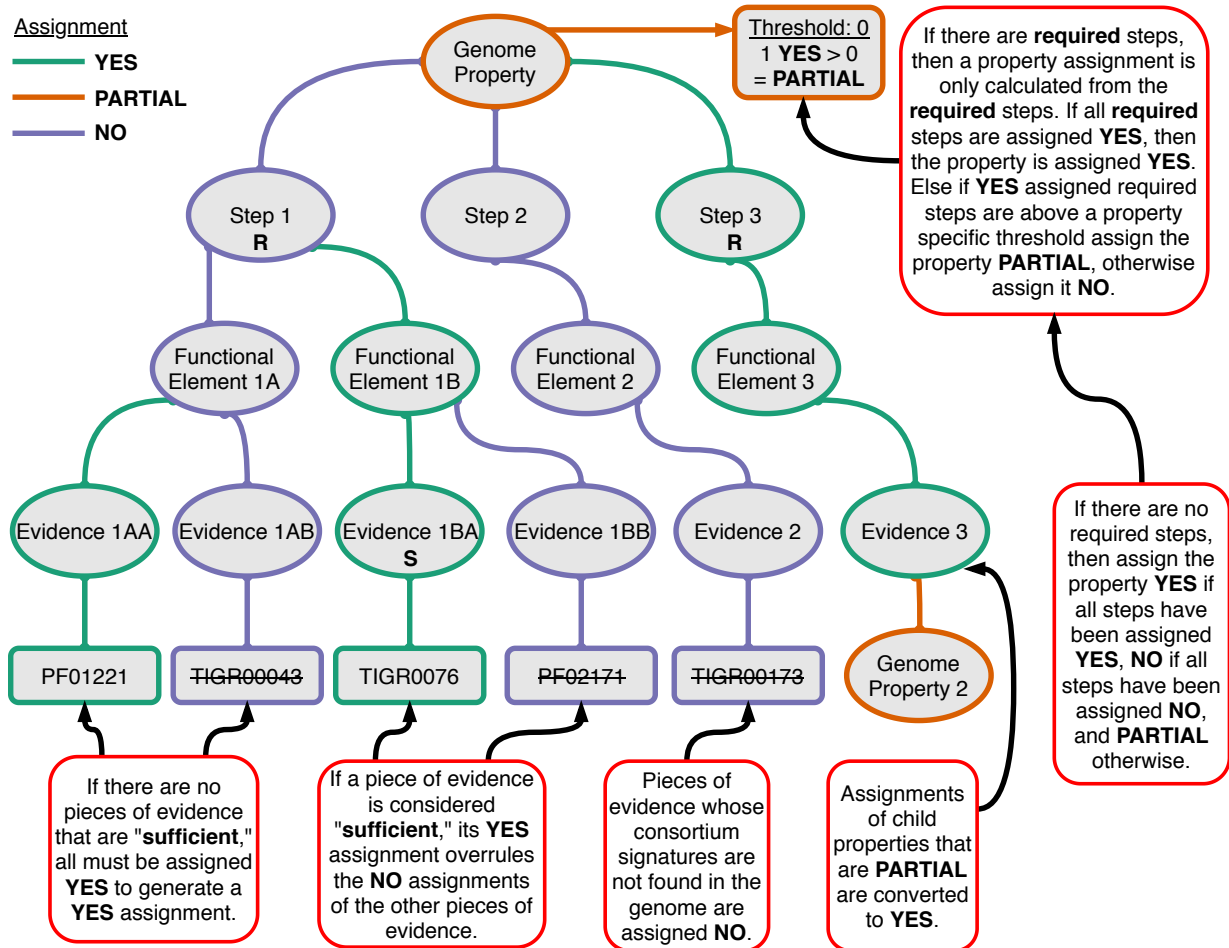 Assignment
YES
PARTIAL
NO
Genome
Property
Threshold: 0
1 YES > 0
= PARTIAL
If there are required steps,
then a property assignment is
only calculated from the
required steps. If all required
steps are assigned YES, then
the property is assigned YES.
Else if YES assigned required
steps are above a property
specific threshold assign the
property PARTIAL, otherwise
assign it NO.
Step 1
R
Step 2
Step 3
R
Functional
Element 1A
Functional
Element 1B
Functional
Element 2
Functional
Element 3
Evidence 1AA
Evidence 1AB
Evidence 1BA
S
Evidence 1BB
Evidence 2
Evidence 3
If there are no
required steps,
then assign the
property YES if
all steps have
been assigned
YES, NO if all
steps have been
assigned NO,
and PARTIAL
otherwise.
PF01221
TIGR00043
TIGR0076
PF02171
TIGR00173
Genome
Property 2
If there are no
pieces of evidence
that are "sufficient,"
all must be assigned
YES to generate a
YES assignment.
If a piece of evidence
is considered
"sufficient," its YES
assignment overrules
the NO assignments
of the other pieces of
evidence.
Pieces of
evidence whose
consortium
signatures are
not found in the
genome are
assigned NO.
Assignments
of child
properties that
are PARTIAL
are converted
to YES.